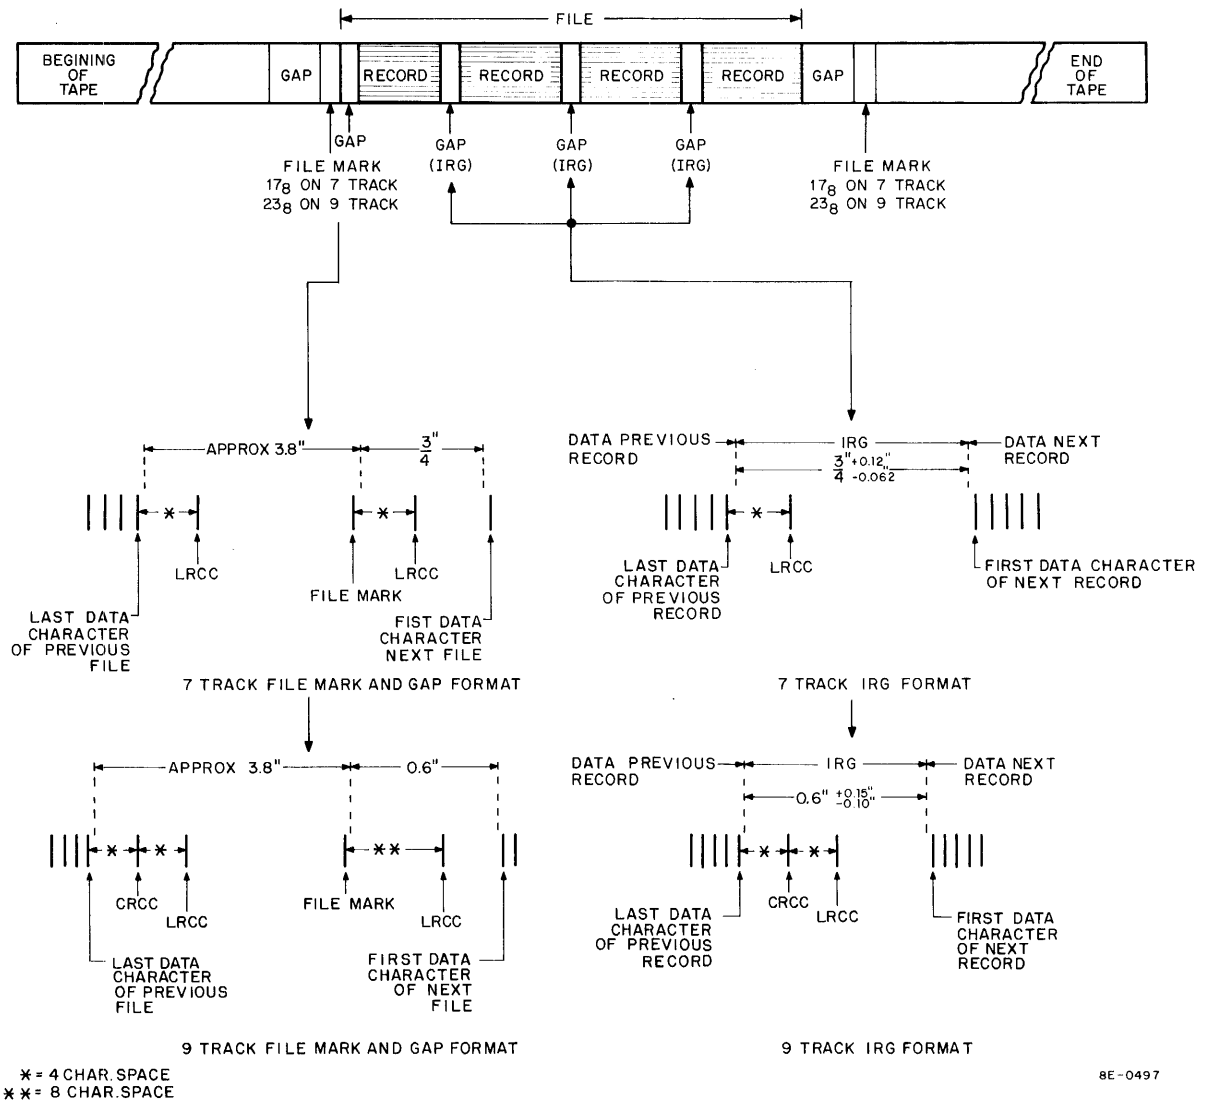 FILE
BEGINING
OF
TAPE
GAP
RECORD
RECORD
RECORD
RECORD
GAP
END
OF
TAPE
GAP
FILE MARK
17₈ ON 7 TRACK
23₈ ON 9 TRACK
GAP
(IRG)
GAP
(IRG)
GAP
(IRG)
FILE MARK
17₈ ON 7 TRACK
23₈ ON 9 TRACK
APPROX 3.8"
3/4"
*
*
LRCC
LRCC
FILE MARK
LAST DATA
CHARACTER
OF PREVIOUS
FILE
FIST DATA
CHARACTER
NEXT FILE
7 TRACK FILE MARK AND GAP FORMAT
DATA PREVIOUS
RECORD
IRG
DATA NEXT
RECORD
3/4" +0.12" -0.062"
*
LAST DATA
CHARACTER
OF PREVIOUS
RECORD
LRCC
FIRST DATA CHARACTER
OF NEXT RECORD
7 TRACK IRG FORMAT
APPROX 3.8"
0.6"
* *
**
CRCC
LRCC
FILE MARK
LRCC
LAST DATA
CHARACTER
OF PREVIOUS
FILE
FIRST DATA
CHARACTER
OF NEXT
FILE
9 TRACK FILE MARK AND GAP FORMAT
DATA PREVIOUS
RECORD
IRG
DATA NEXT
RECORD
0.6" +0.15" -0.10"
* *
CRCC
LRCC
LAST DATA
CHARACTER
OF PREVIOUS
RECORD
FIRST DATA
CHARACTER
OF NEXT
RECORD
9 TRACK IRG FORMAT
* = 4 CHAR. SPACE
** = 8 CHAR. SPACE
8E-0497